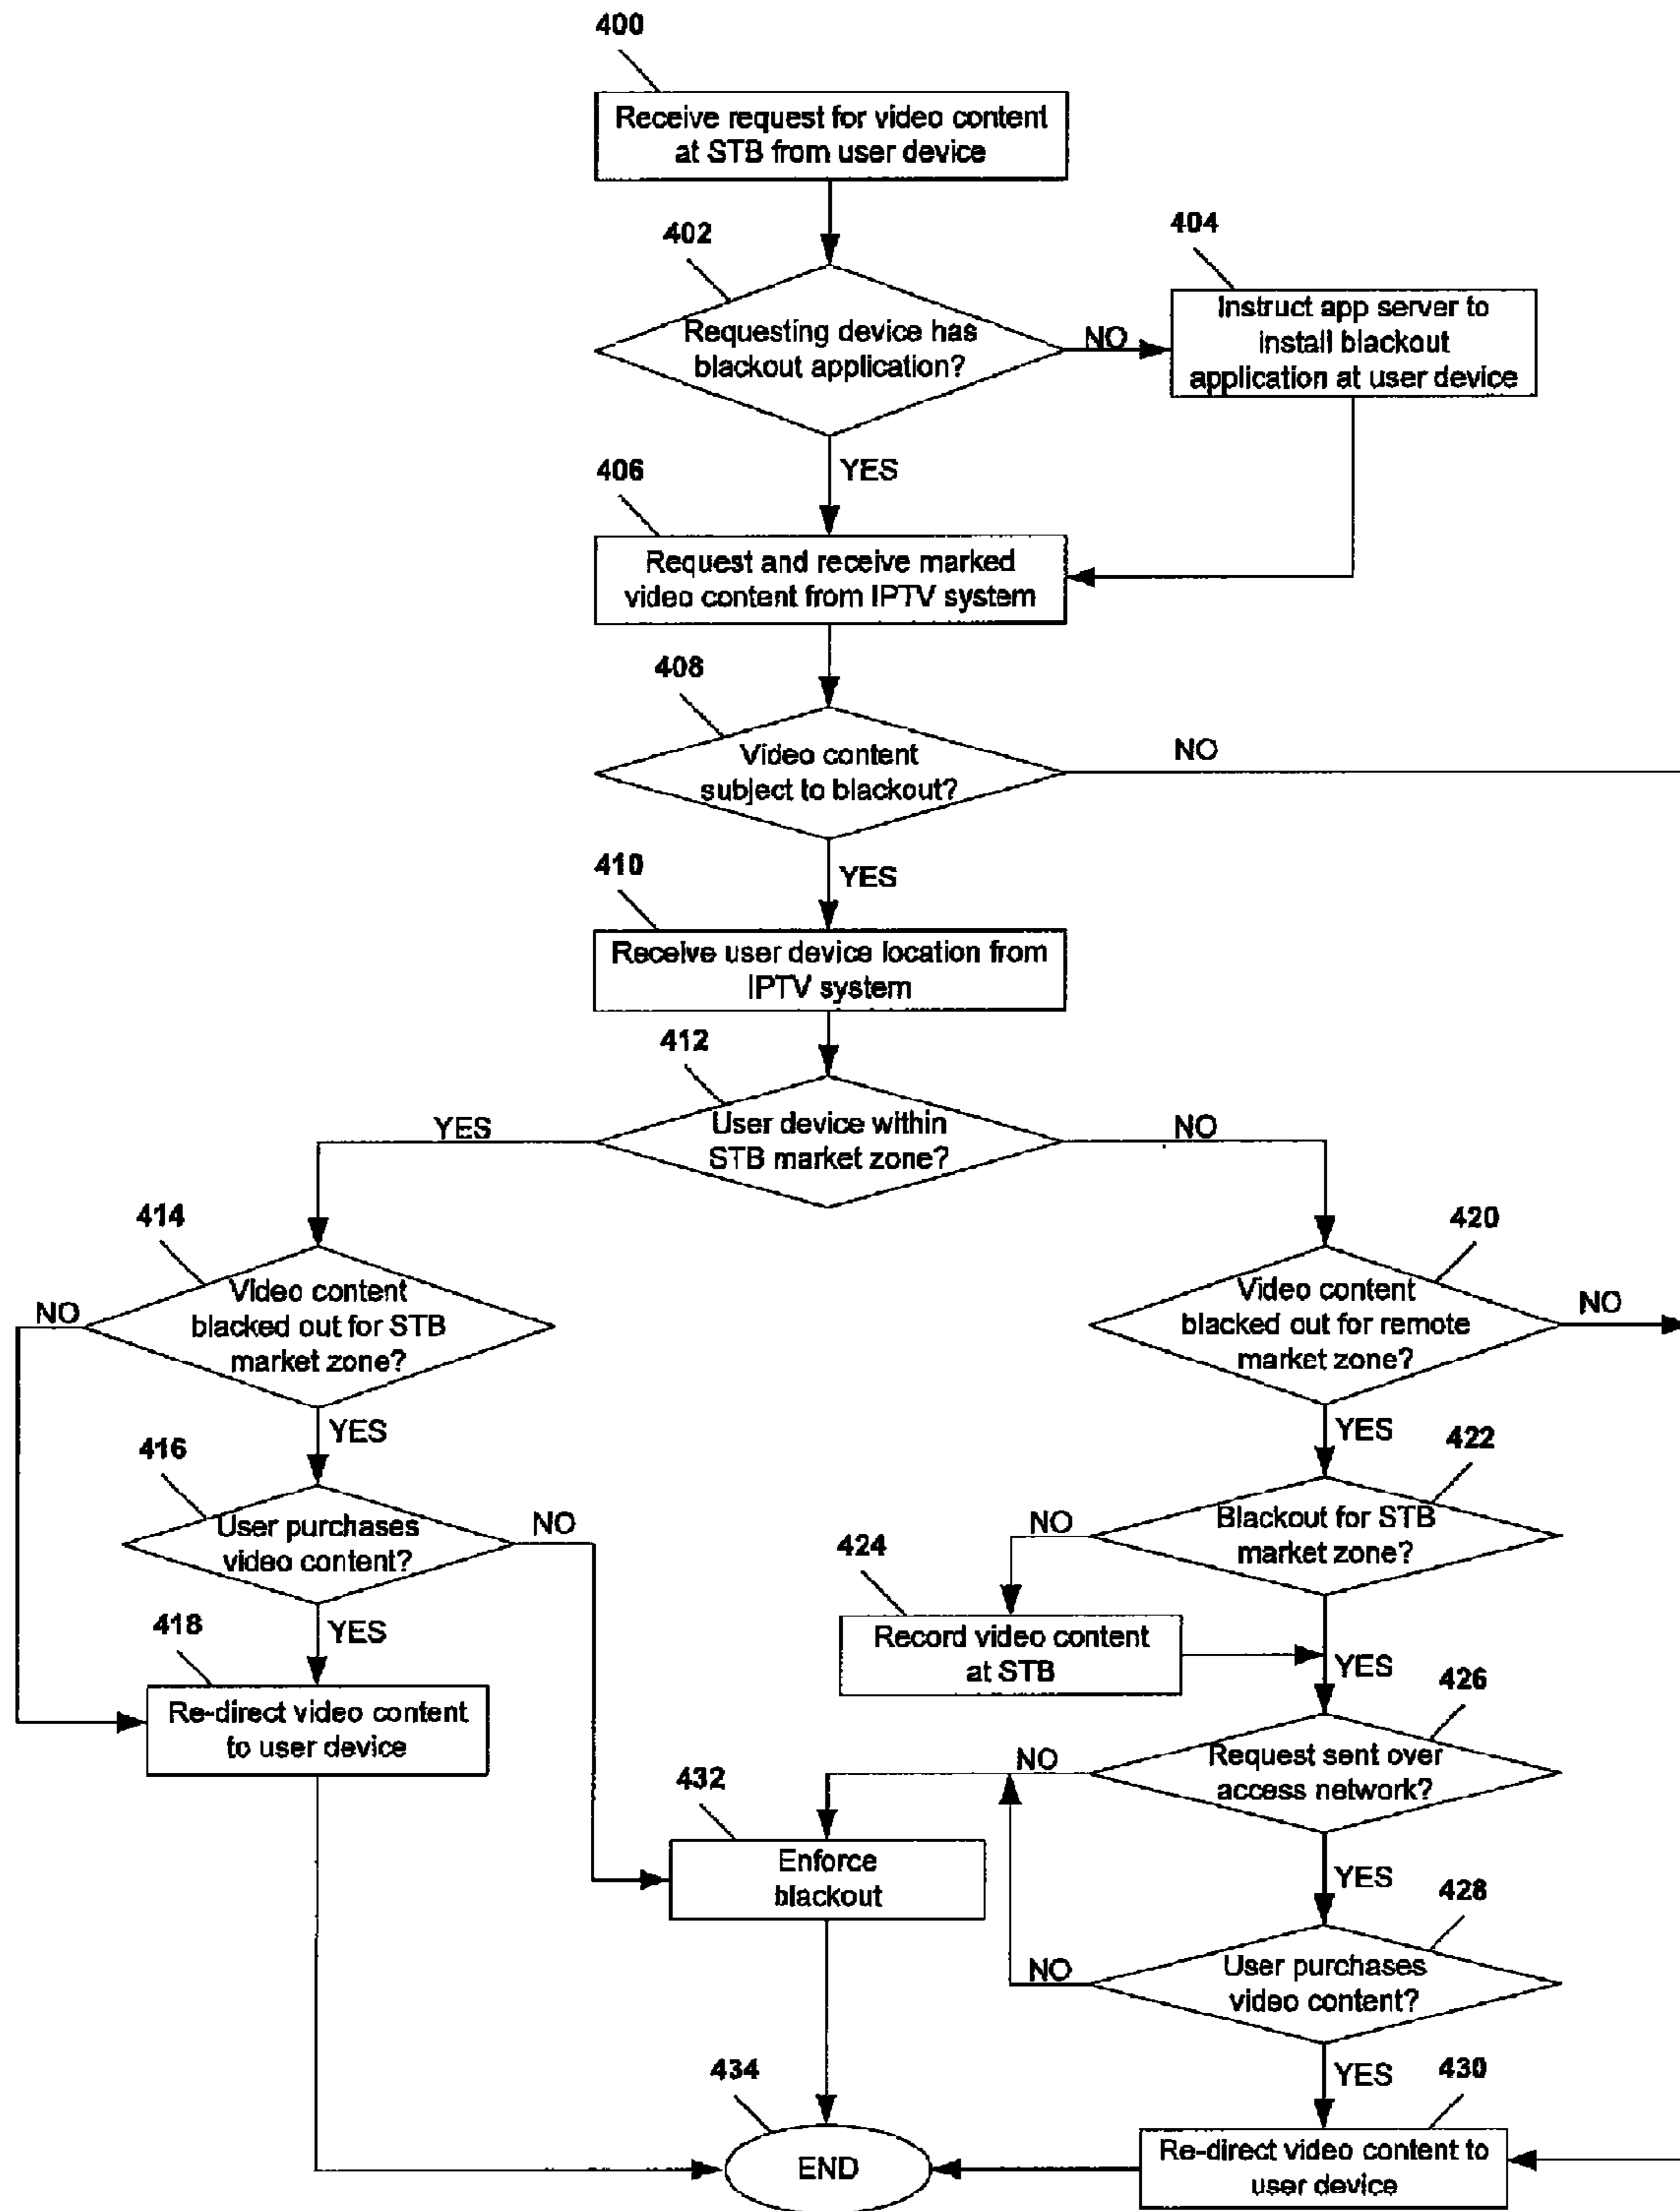 400
Receive request for video content
at STB from user device
402
Requesting device has
blackout application?
NO
404
Instruct app server to
install blackout
application at user device
YES
406
Request and receive marked
video content from IPTV system
408
Video content
subject to blackout?
NO
YES
410
Receive user device location from
IPTV system
412
User device within
STB market zone?
YES
NO
414
Video content
blacked out for STB
market zone?
NO
YES
420
Video content
blacked out for remote
market zone?
NO
YES
416
User purchases
video content?
NO
YES
422
Blackout for STB
market zone?
NO
YES
424
Record video content
at STB
418
Re-direct video content
to user device
426
Request sent over
access network?
NO
YES
432
Enforce
blackout
428
User purchases
video content?
NO
YES
430
Re-direct video content to
user device
434
END